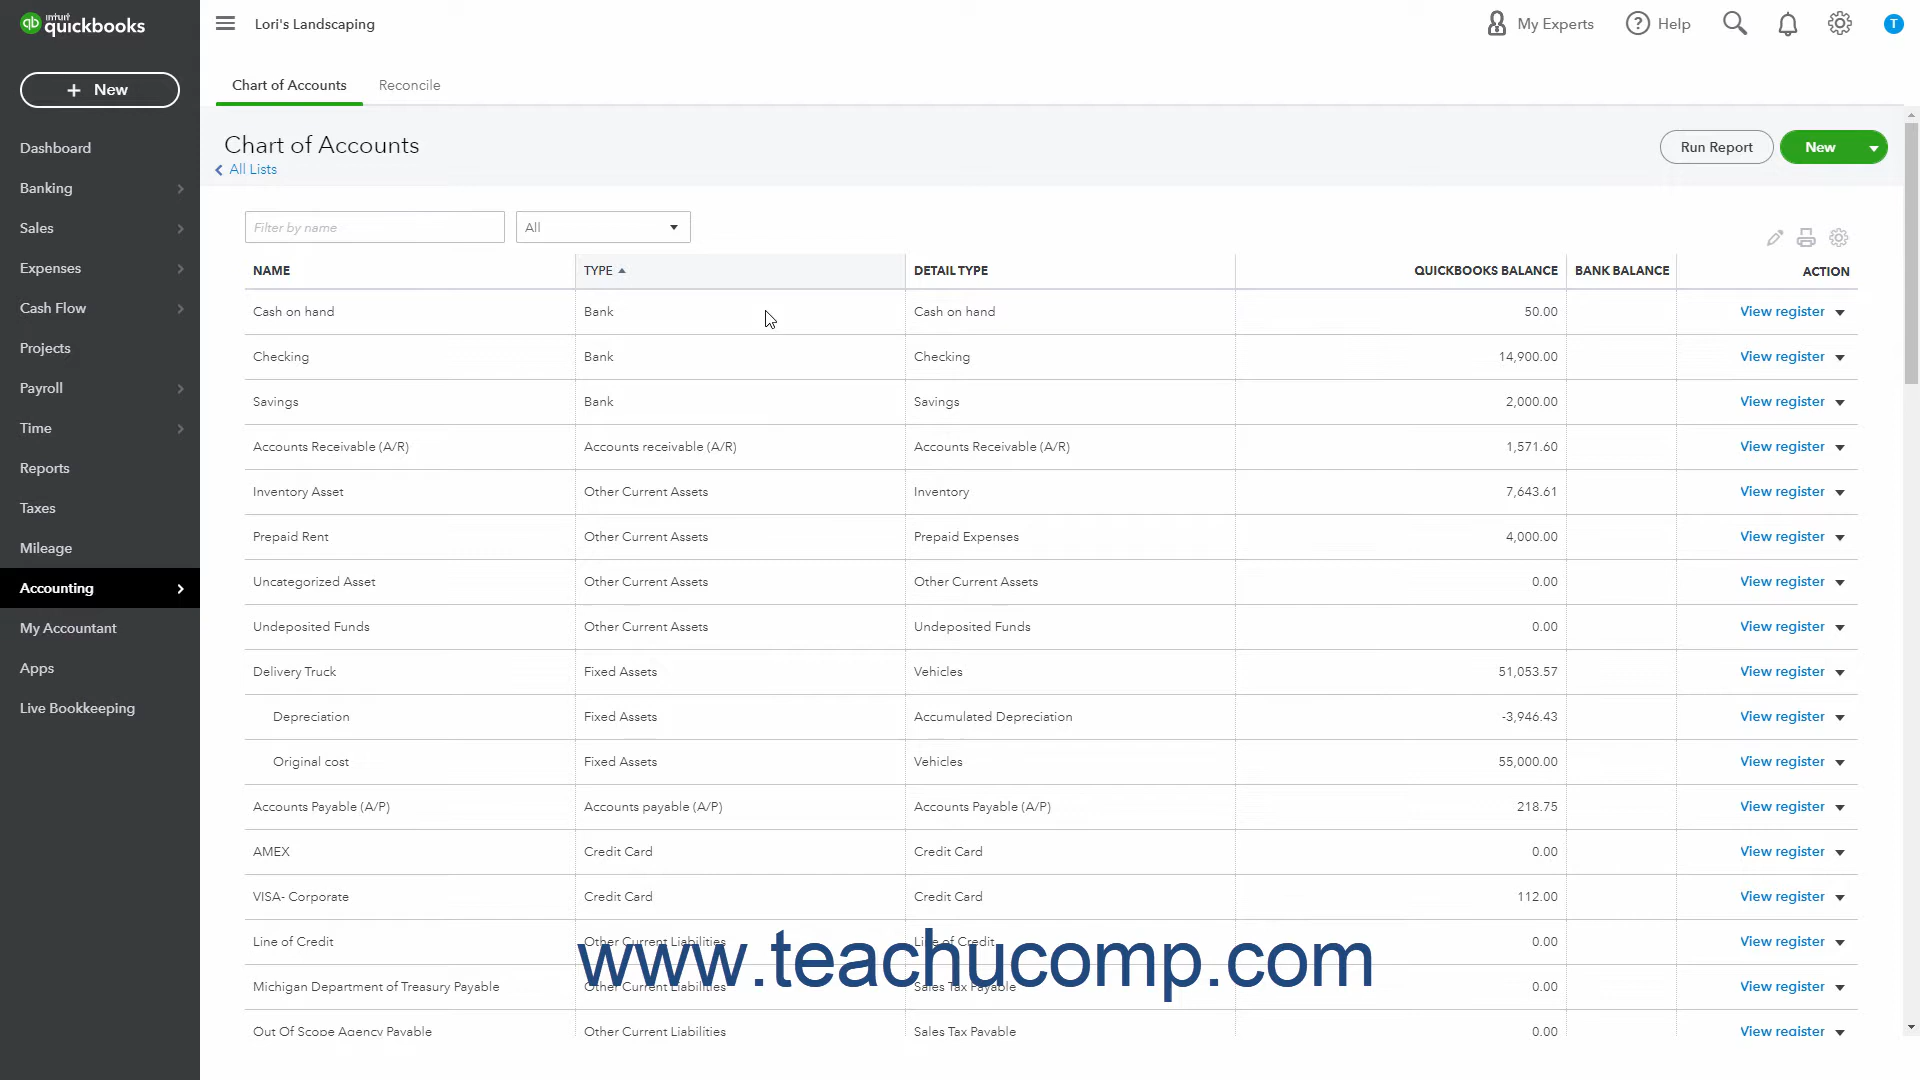 intuit
quickbooks
Lori's Landscaping
My Experts
Help
T
+ New
Chart of Accounts
Reconcile
Dashboard
Banking
Sales
Expenses
Cash Flow
Projects
Payroll
Time
Reports
Taxes
Mileage
Accounting
My Accountant
Apps
Live Bookkeeping
Chart of Accounts
All Lists
Run Report
New
Filter by name
All
NAME TYPE DETAIL TYPE QUICKBOOKS BALANCE BANK BALANCE ACTION
Cash on hand Bank Cash on hand 50.00 View register
Checking Bank Checking 14,900.00 View register
Savings Bank Savings 2,000.00 View register
Accounts Receivable (A/R) Accounts receivable (A/R) Accounts Receivable (A/R) 1,571.60 View register
Inventory Asset Other Current Assets Inventory 7,643.61 View register
Prepaid Rent Other Current Assets Prepaid Expenses 4,000.00 View register
Uncategorized Asset Other Current Assets Other Current Assets 0.00 View register
Undeposited Funds Other Current Assets Undeposited Funds 0.00 View register
Delivery Truck Fixed Assets Vehicles 51,053.57 View register
Depreciation Fixed Assets Accumulated Depreciation -3,946.43 View register
Original cost Fixed Assets Vehicles 55,000.00 View register
Accounts Payable (A/P) Accounts payable (A/P) Accounts Payable (A/P) 218.75 View register
AMEX Credit Card Credit Card 0.00 View register
VISA- Corporate Credit Card Credit Card 112.00 View register
Line of Credit Other Current Liabilities Line of Credit 0.00 View register
www.teachucomp.com
Michigan Department of Treasury Payable Other Current Liabilities Sales Tax Payable 0.00 View register
Out Of Scope Agency Payable Other Current Liabilities Sales Tax Payable 0.00 View register